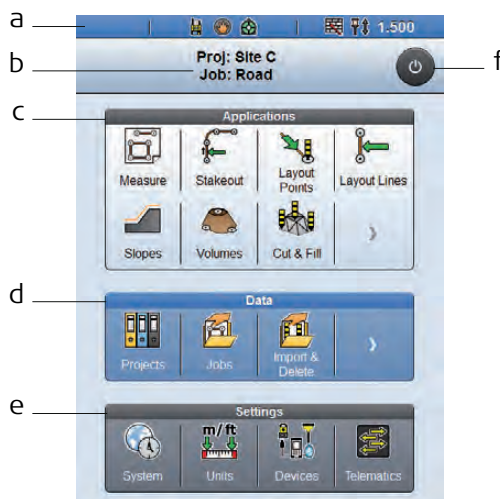 a
1.500
b
Proj: Site C
Job: Road
f
c
Applications
Measure
Stakeout
Layout
Points
Layout Lines
Slopes
Volumes
Cut & Fill
d
Data
Projects
Jobs
Import &
Delete
e
Settings
m/ft
System
Units
Devices
Telematics